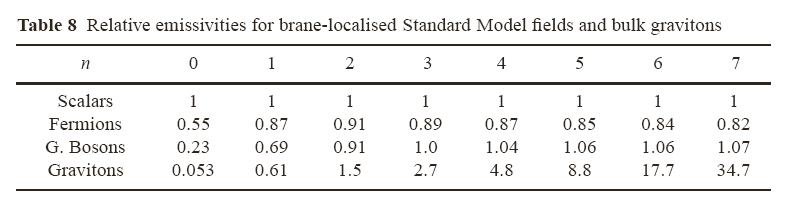 Table 8 Relative emissivities for brane-localised Standard Model fields and bulk gravitons
n 0 1 2 3 4 5 6 7
Scalars 1 1 1 1 1 1 1 1
Fermions 0.55 0.87 0.91 0.89 0.87 0.85 0.84 0.82
G. Bosons 0.23 0.69 0.91 1.0 1.04 1.06 1.06 1.07
Gravitons 0.053 0.61 1.5 2.7 4.8 8.8 17.7 34.7